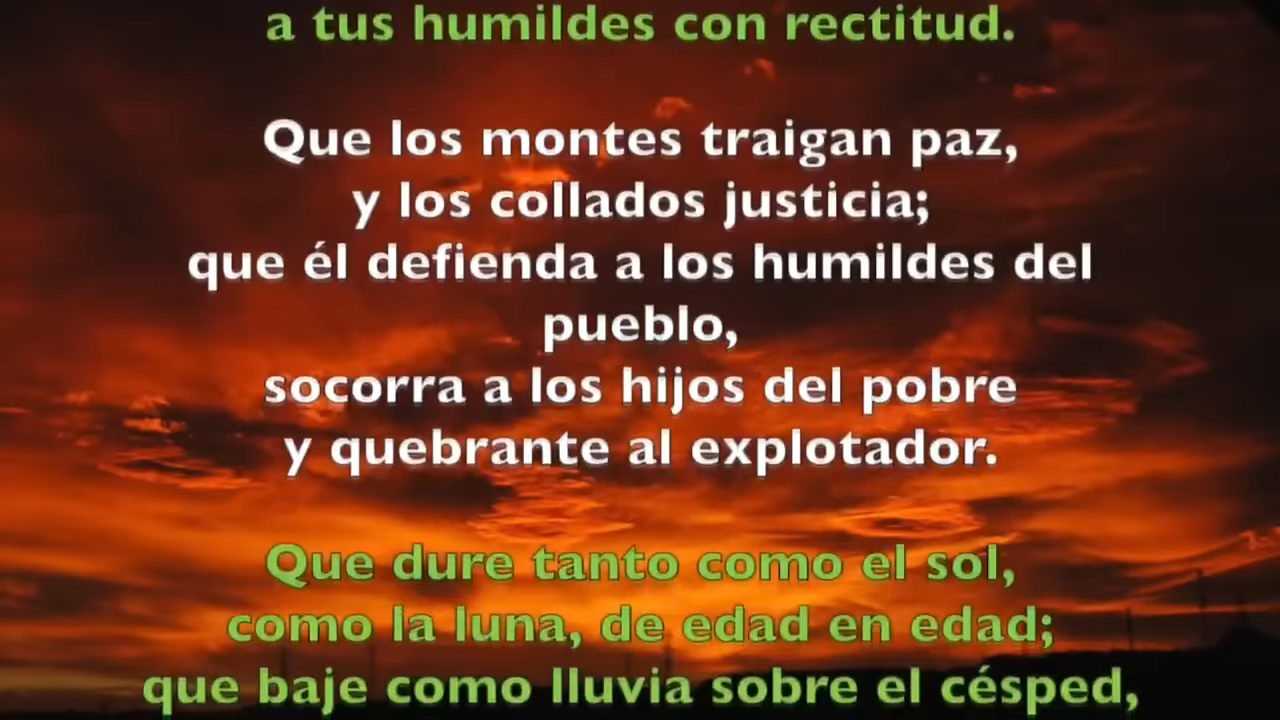 a tus humildes con rectitud.
Que los montes traigan paz,
y los collados justicia;
que él defienda a los humildes del
pueblo,
socorra a los hijos del pobre
y quebrante al explotador.
Que dure tanto como el sol,
como la luna, de edad en edad;
que baje como lluvia sobre el césped,